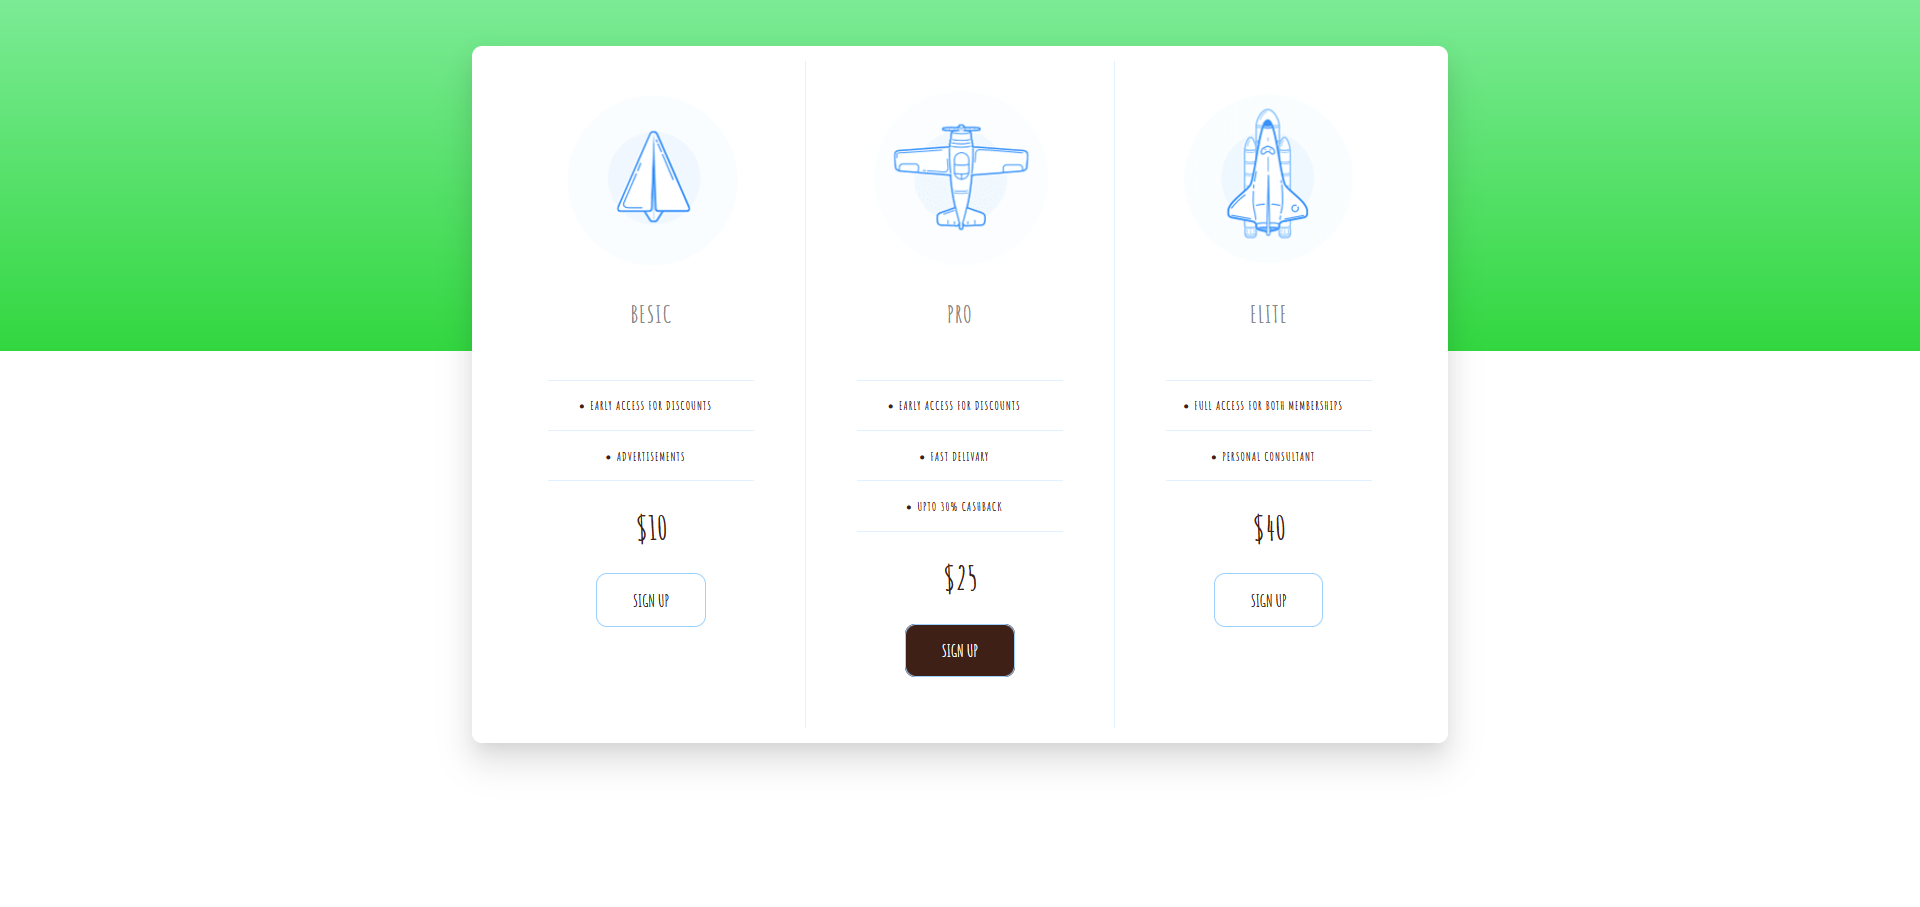 BESIC
• EARLY ACCESS FOR DISCOUNTS
• ADVERTISEMENTS
$10
SIGN UP
PRO
• EARLY ACCESS FOR DISCOUNTS
• FAST DELIVARY
• UPTO 30% CASHBACK
$25
SIGN UP
ELITE
• FULL ACCESS FOR BOTH MEMBERSHIPS
• PERSONAL CONSULTANT
$40
SIGN UP